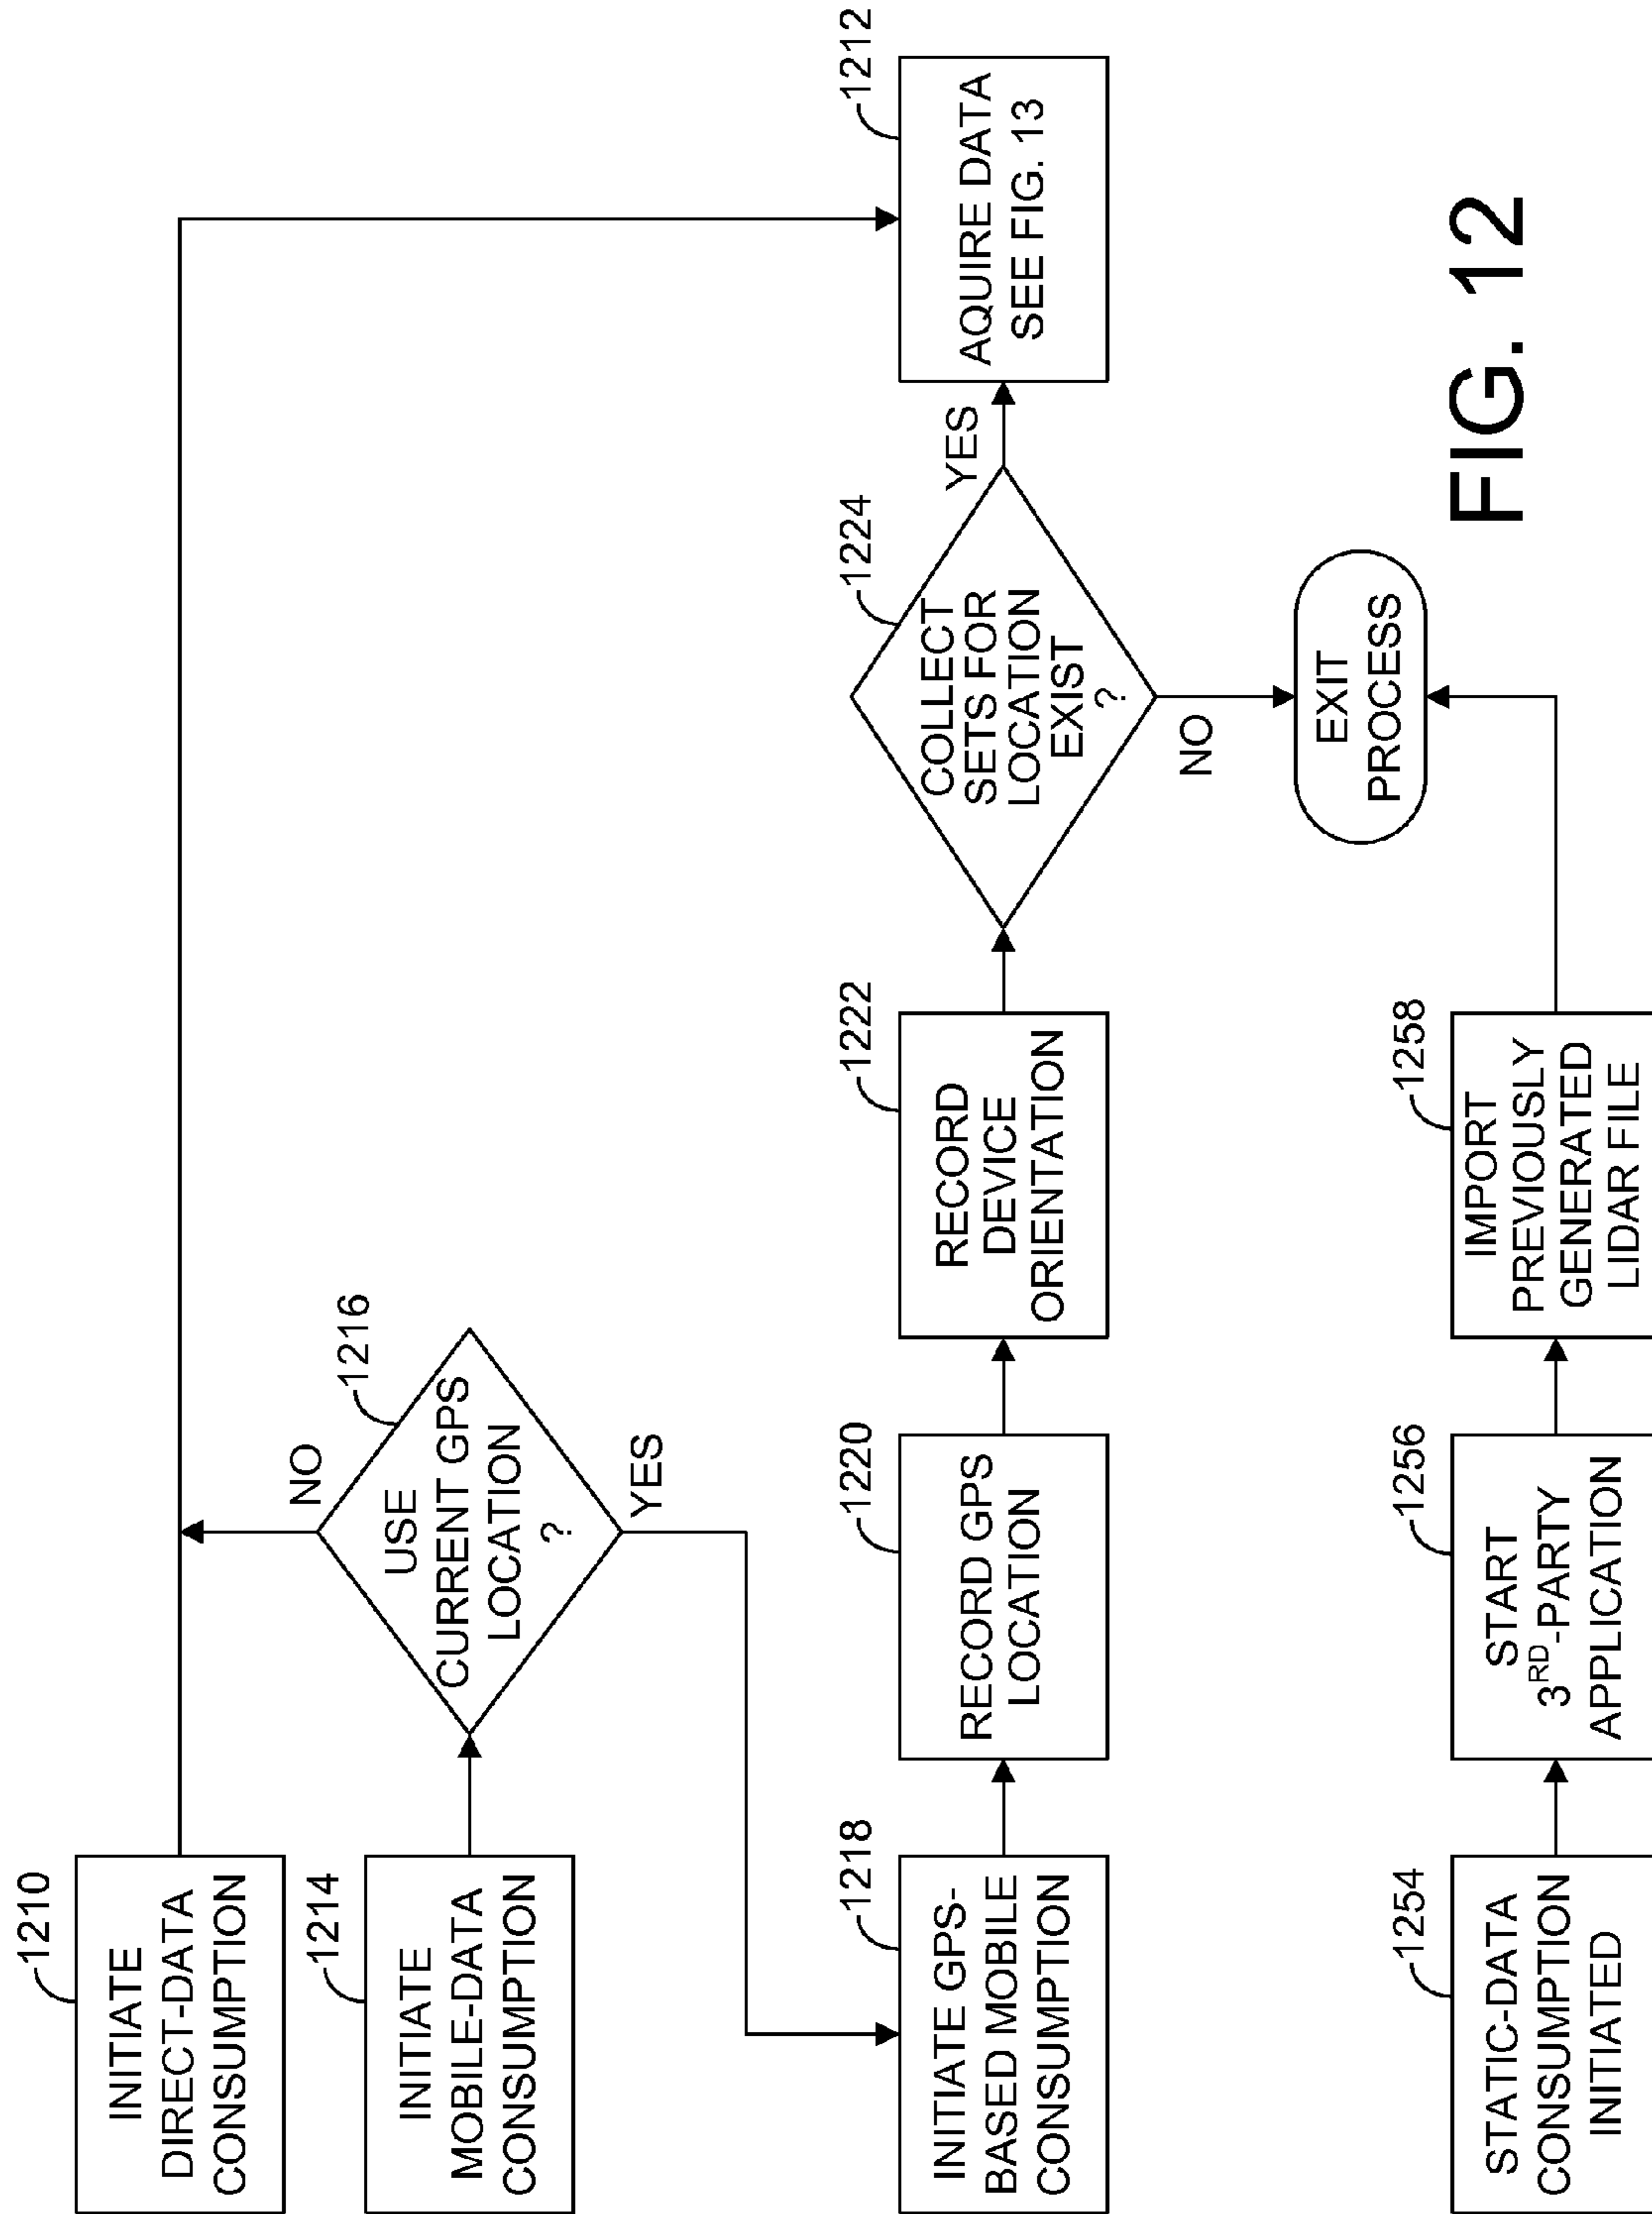 1210
INITIATE
DIRECT-DATA
CONSUMPTION
1214
INITIATE
MOBILE-DATA
CONSUMPTION
1216
USE
CURRENT GPS
LOCATION
?
NO
YES
1218
INITIATE GPS-
BASED MOBILE
CONSUMPTION
1220
RECORD GPS
LOCATION
1222
RECORD
DEVICE
ORIENTATION
1224
COLLECT
SETS FOR
LOCATION
EXIST
?
YES
NO
1212
AQUIRE DATA
SEE FIG. 13
EXIT
PROCESS
1254
STATIC-DATA
CONSUMPTION
INITIATED
1256
START
3RD-PARTY
APPLICATION
1258
IMPORT
PREVIOUSLY
GENERATED
LIDAR FILE
FIG. 12